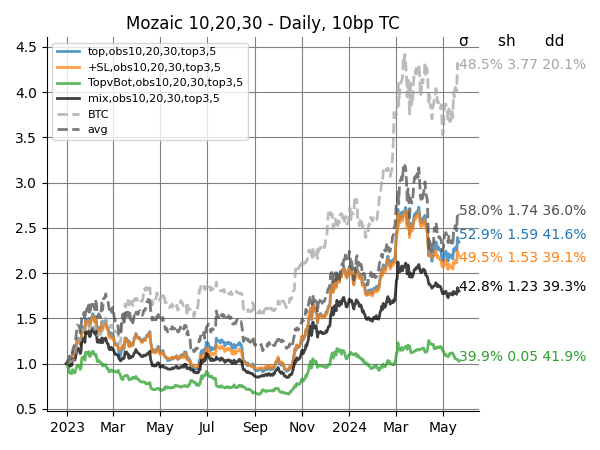 Mozaic 10,20,30 - Daily, 10bp TC
σ sh dd
top,obs10,20,30,top3,5
+SL,obs10,20,30,top3,5
TopvBot,obs10,20,30,top3,5
mix,obs10,20,30,top3,5
BTC
avg
4.5
4.0
3.5
3.0
2.5
2.0
1.5
1.0
0.5
48.5% 3.77 20.1%
58.0% 1.74 36.0%
52.9% 1.59 41.6%
49.5% 1.53 39.1%
42.8% 1.23 39.3%
39.9% 0.05 41.9%
2023 Mar May Jul Sep Nov 2024 Mar May